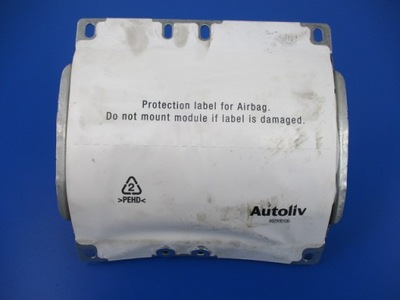 Protection label for Airbag.
Do not mount module if label is damaged.
2
>PEHD<
Autoliv